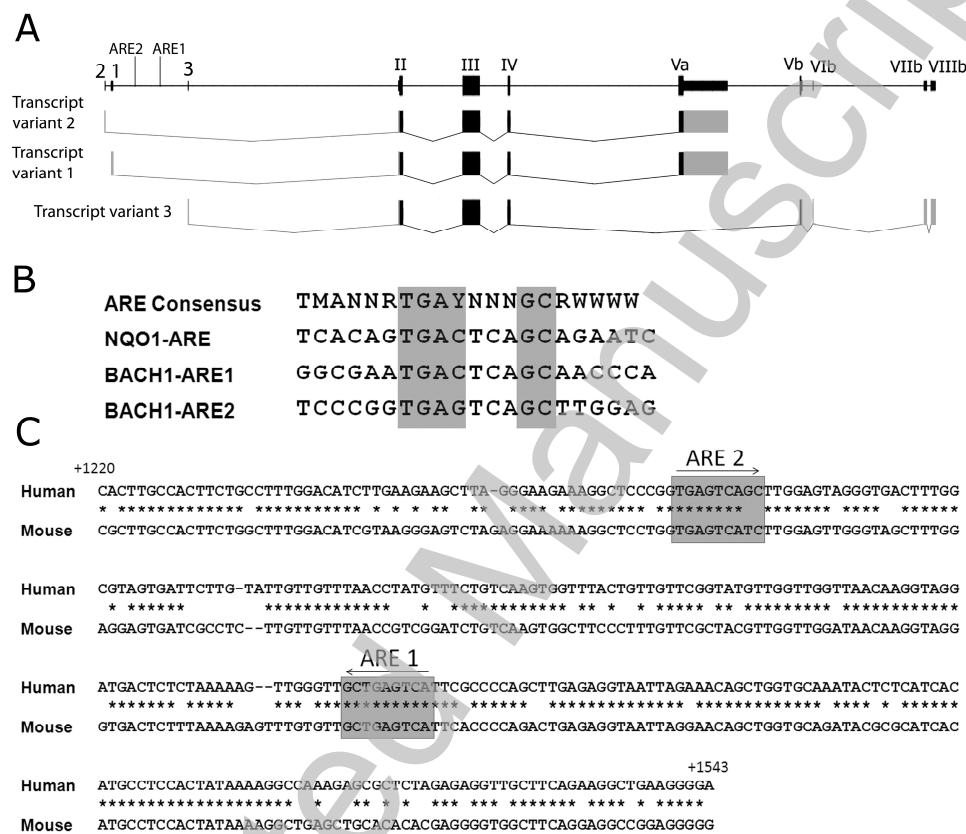 A
ARE2 ARE1
2 1 3 II III IV Va Vb VIb VIIb VIIIb
Transcript
variant 2
Transcript
variant 1
Transcript variant 3
B
ARE Consensus TMANNRTGAYNNNGCRWWWW
NQO1-ARE TCACAGTGACTCAGCAGAATC
BACH1-ARE1 GGCGAATGACTCAGCAACCCA
BACH1-ARE2 TCCCGGTGAGTCAGCTTGGAG
C
+1220
ARE 2
Human CACTTGCCACTTCTGCCTTTGGACATCTTGAAGAAGCTTA-GGGAAGAAAGGCTCCCGGTGAGTCAGCTTGGAGTAGGGTGACTTTGG
Mouse CGCTTGCCACTTCTGGCTTTGGACATCGTAAGGGAGTCTAGAGGAAAAAAGGCTCCTGGTGAGTCATCTTGGAGTTGGGTAGCTTTGG
Human CGTAGTGATTCTTG-TATTGTTGTTTAACCTATGTTTCTGTCAAGTGGTTTACTGTTGTTCGGTATGTTGGTTGGTTAACAAGGTAGG
Mouse AGGAGTGATCGCCTC--TTGTTGTTTAACCGTCGGATCTGTCAAGTGGCTTCCCTTTGTTCGCTACGTTGGTTGGATAACAAGGTAGG
ARE 1
Human ATGACTCTCTAAAAAG--TTGGGTTGCTGAGTCATTCGCCCCAGCTTGAGAGGTAATTAGAAACAGCTGGTGCAAATACTCTCATCAC
Mouse GTGACTCTTTAAAAGAGTTTGTGTTGCTGAGTCATTCACCCCAGACTGAGAGGTAATTAGGAACAGCTGGTGCAGATACGCGCATCAC
+1543
Human ATGCCTCCACTATAAAAGGCCAAAGAGCGCTCTAGAGAGGTTGCTTCAGAAGGCTGAAGGGGA
Mouse ATGCCTCCACTATAAAAGGCTGAGCTGCACACACGAGGGGTGGCTTCAGGAGGCCGGAGGGGG
Manuscrip